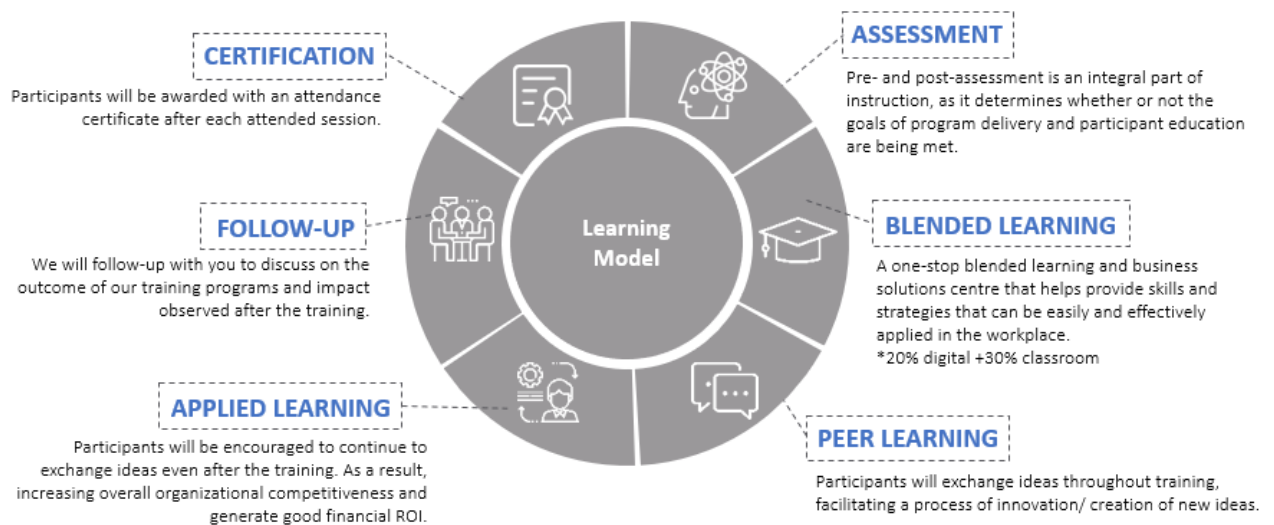 CERTIFICATION
Participants will be awarded with an attendance
certificate after each attended session.
ASSESSMENT
Pre- and post-assessment is an integral part of
instruction, as it determines whether or not the
goals of program delivery and participant education
are being met.
FOLLOW-UP
We will follow-up with you to discuss on the
outcome of our training programs and impact
observed after the training.
Learning
Model
BLENDED LEARNING
A one-stop blended learning and business
solutions centre that helps provide skills and
strategies that can be easily and effectively
applied in the workplace.
*20% digital +30% classroom
APPLIED LEARNING
Participants will be encouraged to continue to
exchange ideas even after the training. As a result,
increasing overall organizational competitiveness and
generate good financial ROI.
PEER LEARNING
Participants will exchange ideas throughout training,
facilitating a process of innovation/ creation of new ideas.